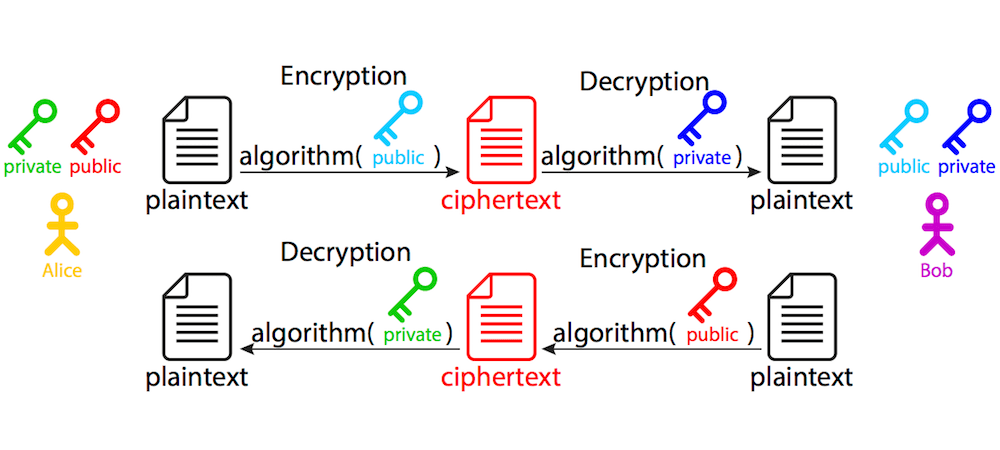 Encryption
Decryption
private public
algorithm( public )
algorithm( private )
public private
plaintext
ciphertext
plaintext
Alice
Bob
Decryption
Encryption
algorithm( private )
algorithm( public )
plaintext
ciphertext
plaintext